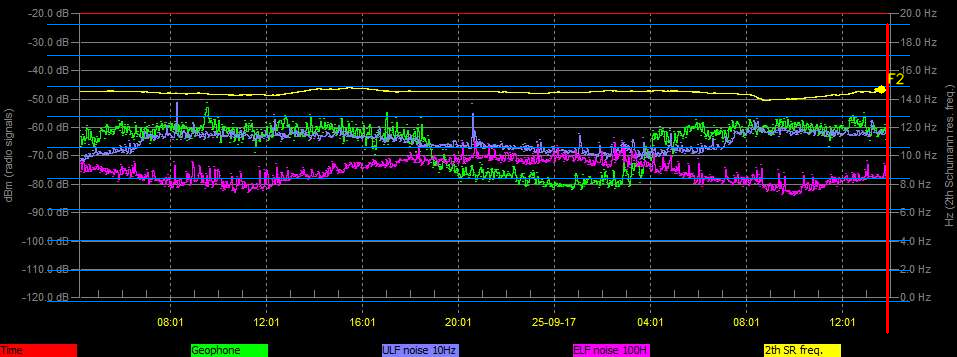 -20.0 dB 20.0 Hz
-30.0 dB 18.0 Hz
-40.0 dB 16.0 Hz
F2
-50.0 dB 14.0 Hz
-60.0 dB 12.0 Hz
-70.0 dB 10.0 Hz
-80.0 dB 8.0 Hz
-90.0 dB 6.0 Hz
-100.0 dB 4.0 Hz
-110.0 dB 2.0 Hz
-120.0 dB 0.0 Hz
dBm (radio signals)
Hz (2th Schumann res. freq.)
08:01 12:01 16:01 20:01 25-09-17 04:01 08:01 12:01
Time Geophone ULF noise 10Hz ELF noise 100H 2th SR freq.